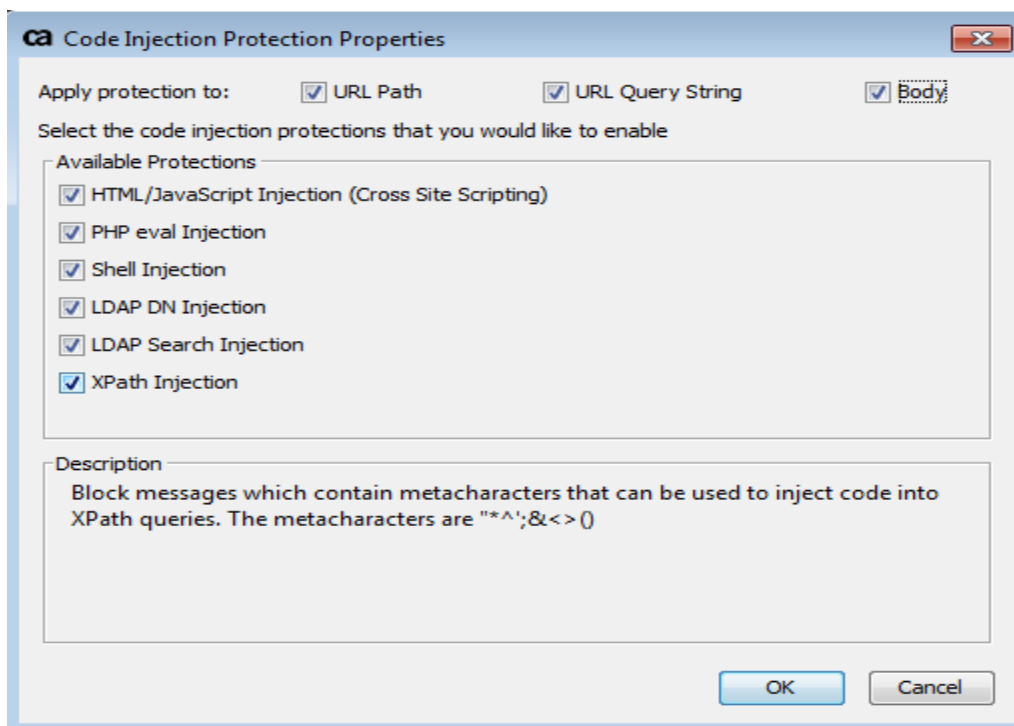 ca Code Injection Protection Properties
Apply protection to: URL Path URL Query String Body
Select the code injection protections that you would like to enable
Available Protections
HTML/JavaScript Injection (Cross Site Scripting)
PHP eval Injection
Shell Injection
LDAP DN Injection
LDAP Search Injection
XPath Injection
Description
Block messages which contain metacharacters that can be used to inject code into
XPath queries. The metacharacters are "*^';&<>()
OK Cancel